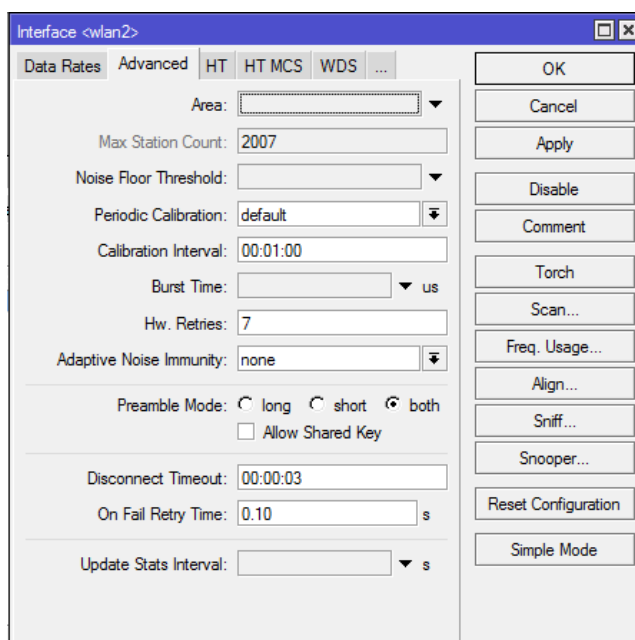 Interface <wlan2>
Data Rates Advanced HT HT MCS WDS ...
Area:
Max Station Count: 2007
Noise Floor Threshold:
Periodic Calibration: default
Calibration Interval: 00:01:00
Burst Time: us
Hw. Retries: 7
Adaptive Noise Immunity: none
Preamble Mode: long short both
Allow Shared Key
Disconnect Timeout: 00:00:03
On Fail Retry Time: 0.10 s
Update Stats Interval: s
OK
Cancel
Apply
Disable
Comment
Torch
Scan...
Freq. Usage...
Align...
Sniff...
Snooper...
Reset Configuration
Simple Mode